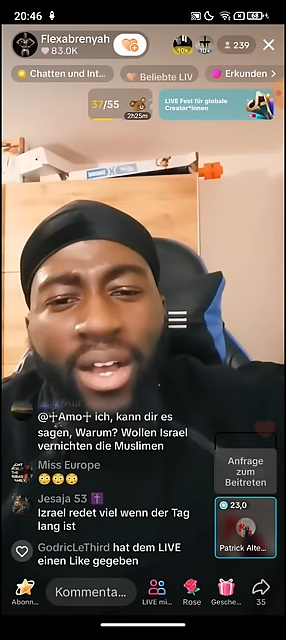 20:46
68
Flexabrenyah
83.0K
10+
10+
239
Chatten und Int...
Beliebte LIV
Erkunden
37/55
2h25m
LIVE Fest für globale
Creator*innen
@✝Amo✝ ich, kann dir es
sagen, Warum? Wollen Israel
vernichten die Muslimen
Miss Europe
😳😳😳
Jesaja 53 ✝️
Izrael redet viel wenn der Tag
lang ist
GodricLeThird hat dem LIVE
einen Like gegeben
Anfrage
zum
Beitreten
23,0
Patrick Alte...
Abonn...
Kommenta...
LIVE mi...
Rose
Gesche...
35